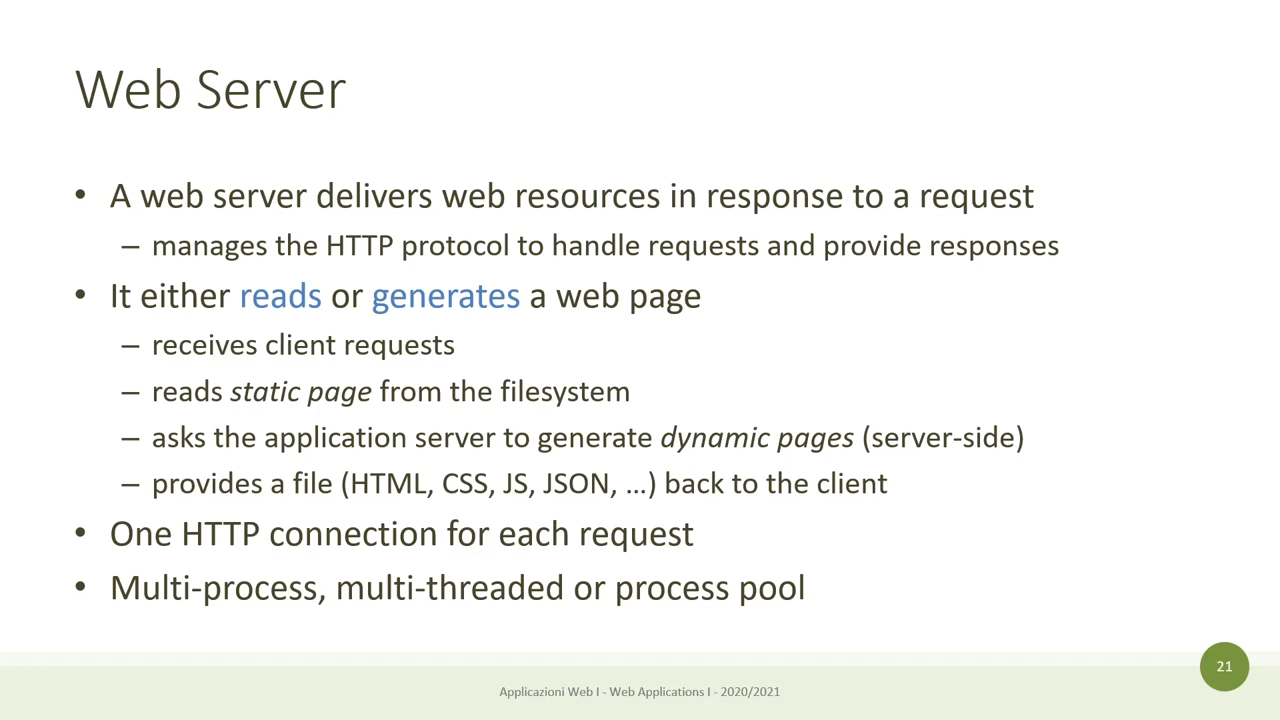 Web Server
• A web server delivers web resources in response to a request
– manages the HTTP protocol to handle requests and provide responses
• It either reads or generates a web page
– receives client requests
– reads static page from the filesystem
– asks the application server to generate dynamic pages (server-side)
– provides a file (HTML, CSS, JS, JSON, …) back to the client
• One HTTP connection for each request
• Multi-process, multi-threaded or process pool
21
Applicazioni Web I - Web Applications I - 2020/2021